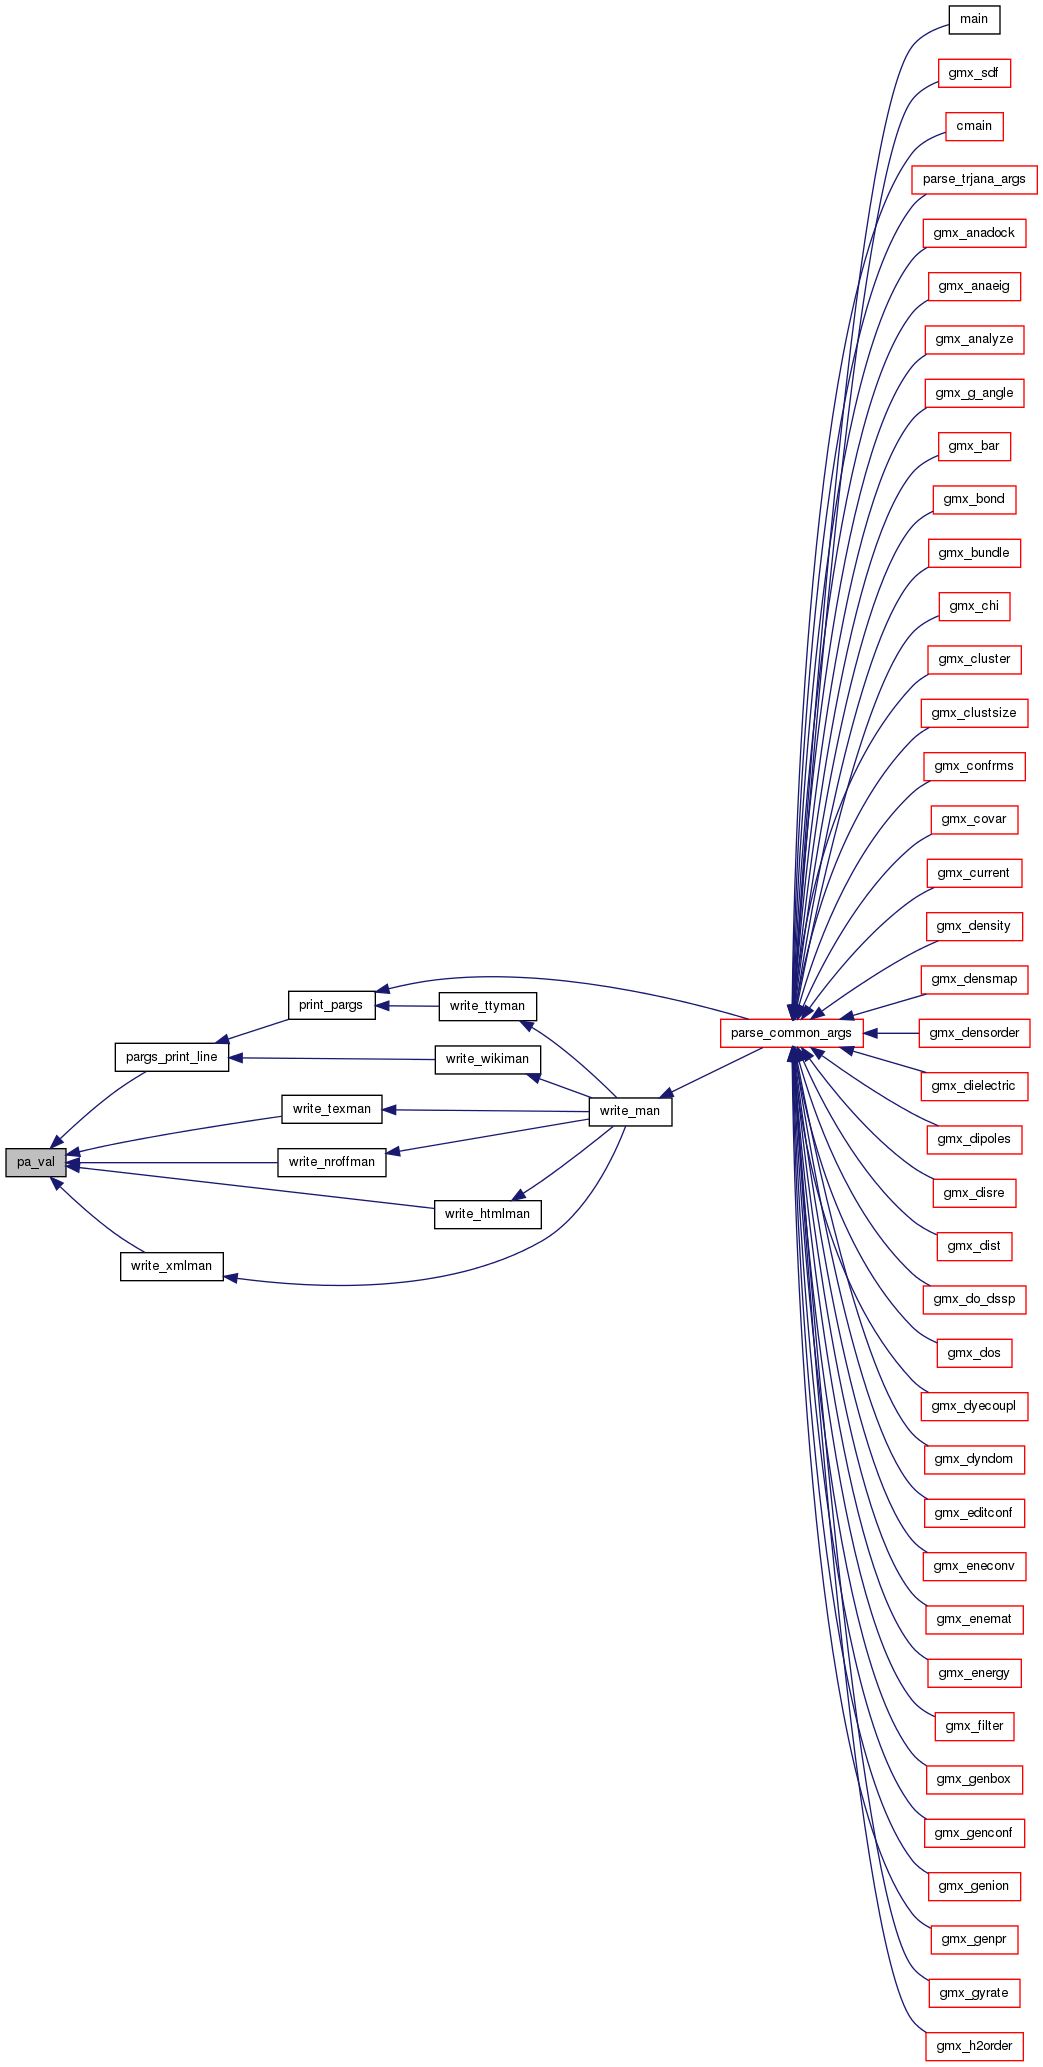 main
gmx_sdf
cmain
parse_trjana_args
gmx_anadock
gmx_anaeig
gmx_analyze
gmx_g_angle
gmx_bar
gmx_bond
gmx_bundle
gmx_chi
gmx_cluster
gmx_clustsize
gmx_confrms
gmx_covar
gmx_current
gmx_density
gmx_densmap
print_pargs
write_ttyman
parse_common_args
gmx_densorder
pargs_print_line
write_wikiman
gmx_dielectric
write_texman
write_man
gmx_dipoles
pa_val
write_nroffman
gmx_disre
write_htmlman
gmx_dist
write_xmlman
gmx_do_dssp
gmx_dos
gmx_dyecoupl
gmx_dyndom
gmx_editconf
gmx_eneconv
gmx_enemat
gmx_energy
gmx_filter
gmx_genbox
gmx_genconf
gmx_genion
gmx_genpr
gmx_gyrate
gmx_h2order